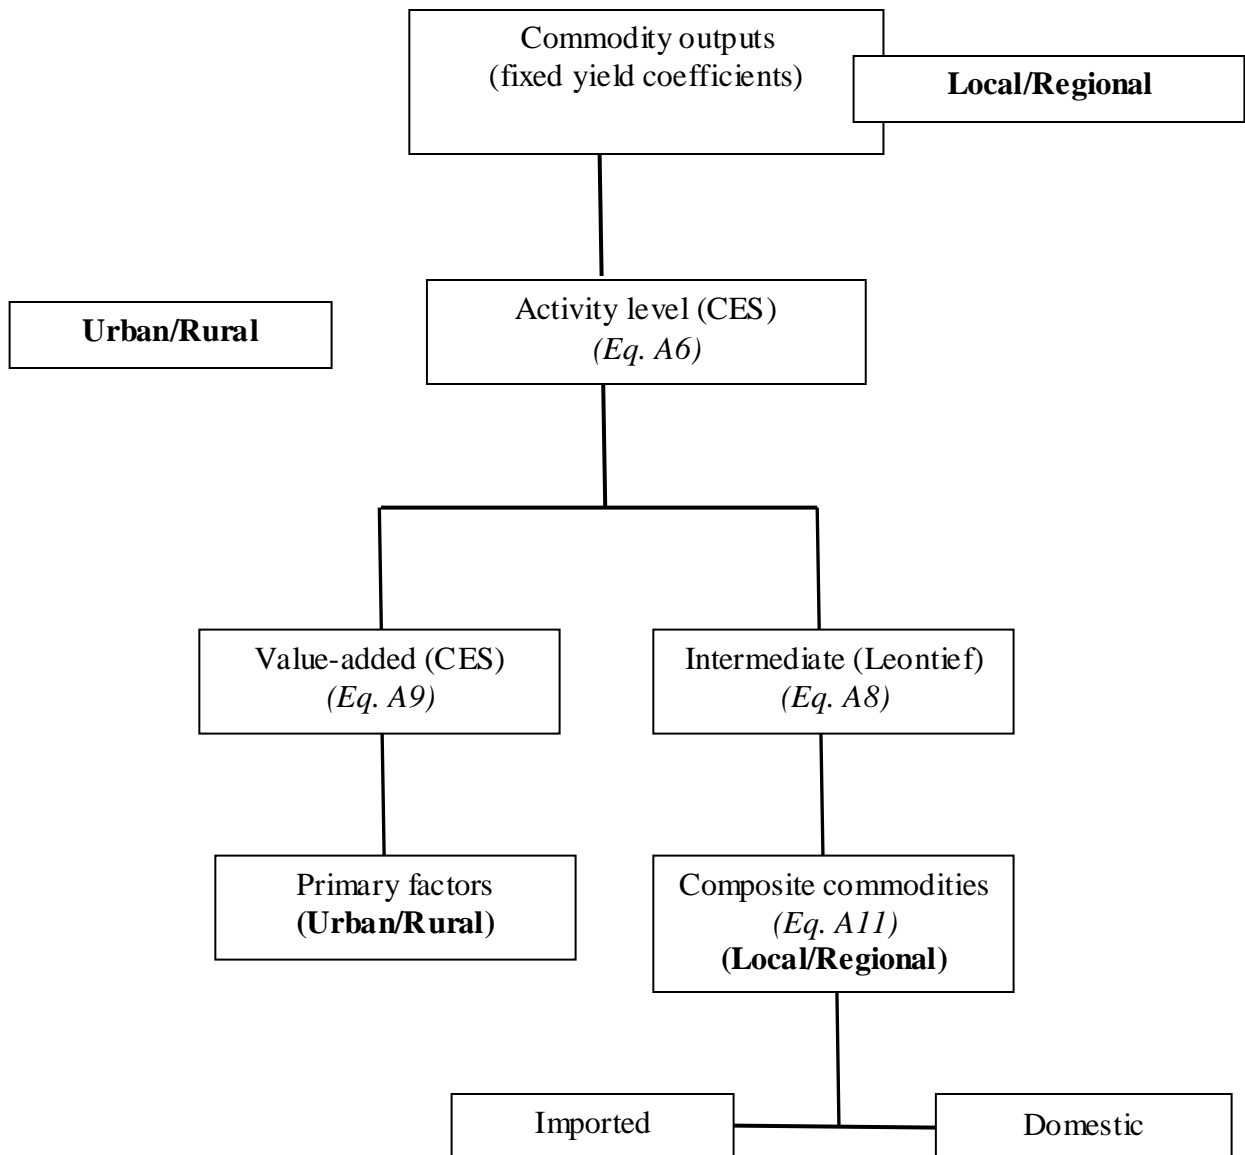 Commodity outputs
(fixed yield coefficients)
Local/Regional
Urban/Rural
Activity level (CES)
(Eq. A6)
Value-added (CES)
(Eq. A9)
Intermediate (Leontief)
(Eq. A8)
Primary factors
(Urban/Rural)
Composite commodities
(Eq. A11)
(Local/Regional)
Imported
Domestic